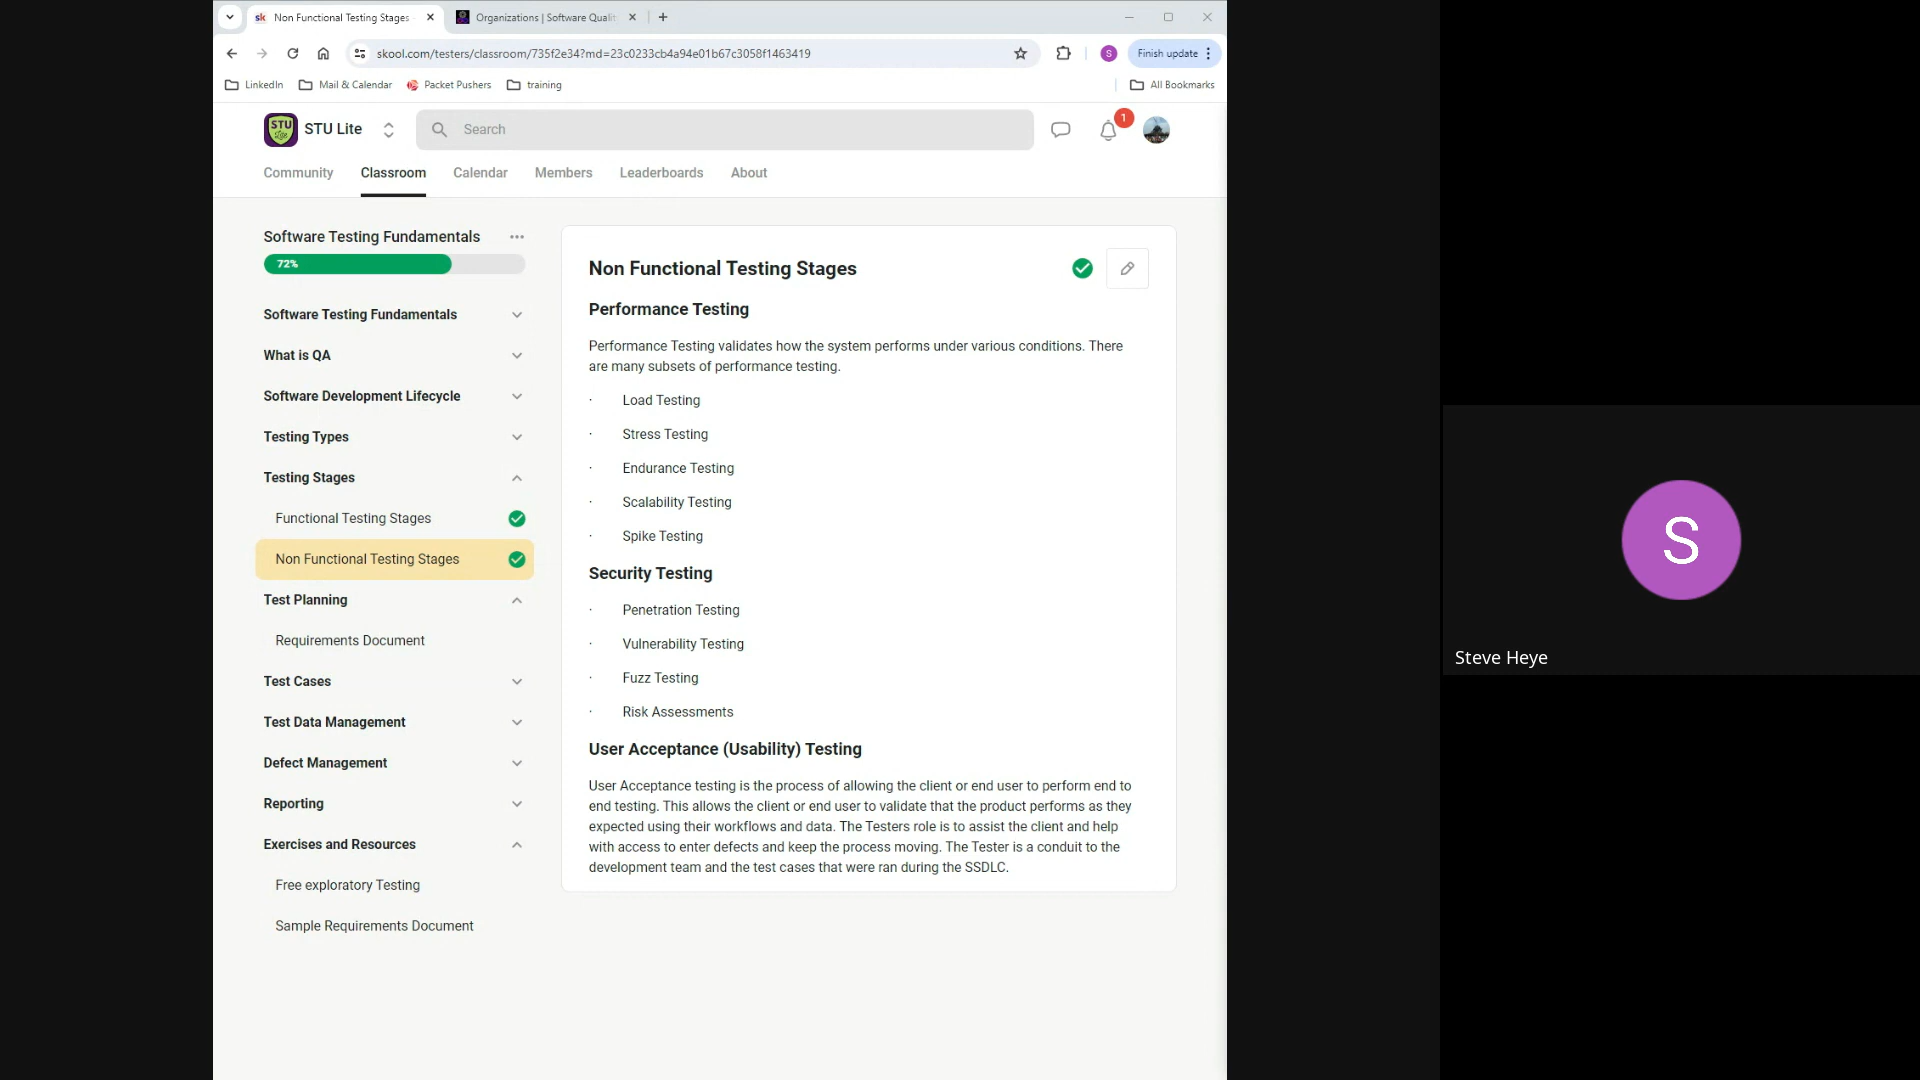 sk Non Functional Testing Stages
Organizations | Software Qualit
skool.com/testers/classroom/735f2e34?md=23c0233cb4a94e01b67c3058f1463419
S
Finish update
LinkedIn
Mail & Calendar
Packet Pushers
training
All Bookmarks
STU
Lite
STU Lite
Search
1
Community
Classroom
Calendar
Members
Leaderboards
About
Software Testing Fundamentals
72%
Software Testing Fundamentals
What is QA
Software Development Lifecycle
Testing Types
Testing Stages
Functional Testing Stages
Non Functional Testing Stages
Test Planning
Requirements Document
Test Cases
Test Data Management
Defect Management
Reporting
Exercises and Resources
Free exploratory Testing
Sample Requirements Document
Non Functional Testing Stages
Performance Testing
Performance Testing validates how the system performs under various conditions. There
are many subsets of performance testing.
· Load Testing
· Stress Testing
· Endurance Testing
· Scalability Testing
· Spike Testing
Security Testing
· Penetration Testing
· Vulnerability Testing
· Fuzz Testing
· Risk Assessments
User Acceptance (Usability) Testing
User Acceptance testing is the process of allowing the client or end user to perform end to
end testing. This allows the client or end user to validate that the product performs as they
expected using their workflows and data. The Testers role is to assist the client and help
with access to enter defects and keep the process moving. The Tester is a conduit to the
development team and the test cases that were ran during the SSDLC.
S
Steve Heye